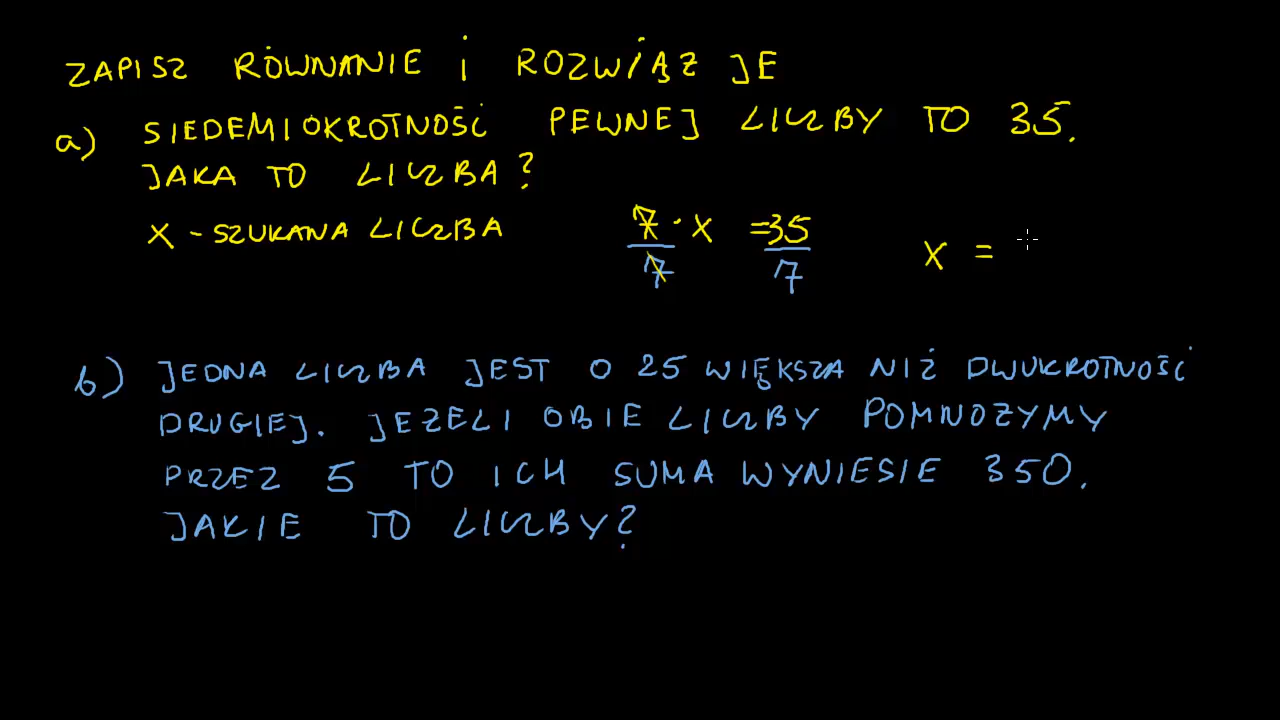 ZAPISZ RÓWNANIE i ROZWIĄŻ JE
a) SIEDEMIOKROTNOŚĆ PEWNEJ LICZBY TO 35.
JAKA TO LICZBA?
X - SZUKANA LICZBA
7 · X = 35
7 7
X =
b) JEDNA LICZBA JEST O 25 WIĘKSZA NIŻ DWUKROTNOŚĆ
DRUGIEJ. JEŻELI OBIE LICZBY POMNOŻYMY
PRZEZ 5 TO ICH SUMA WYNIESIE 350.
JAKIE TO LICZBY?